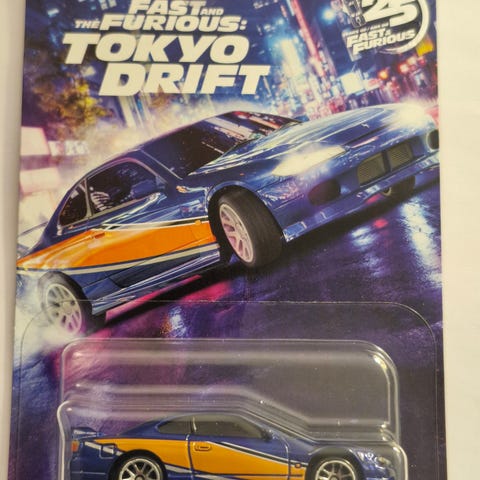 FAST AND
THE FURIOUS:
TOKYO
DRIFT
25
FAST &
FURIOUS